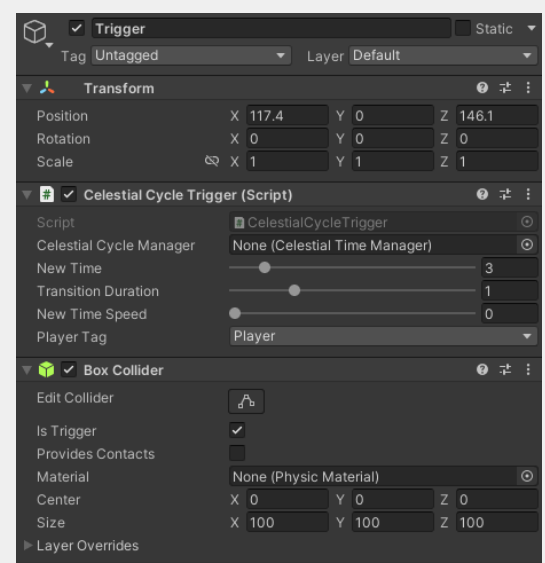 Trigger Static
Tag Untagged Layer Default
Transform
Position X 117.4 Y 0 Z 146.1
Rotation X 0 Y 0 Z 0
Scale X 1 Y 1 Z 1
# Celestial Cycle Trigger (Script)
Script # CelestialCycleTrigger
Celestial Cycle Manager None (Celestial Time Manager)
New Time 3
Transition Duration 1
New Time Speed 0
Player Tag Player
Box Collider
Edit Collider
Is Trigger
Provides Contacts
Material None (Physic Material)
Center X 0 Y 0 Z 0
Size X 100 Y 100 Z 100
Layer Overrides